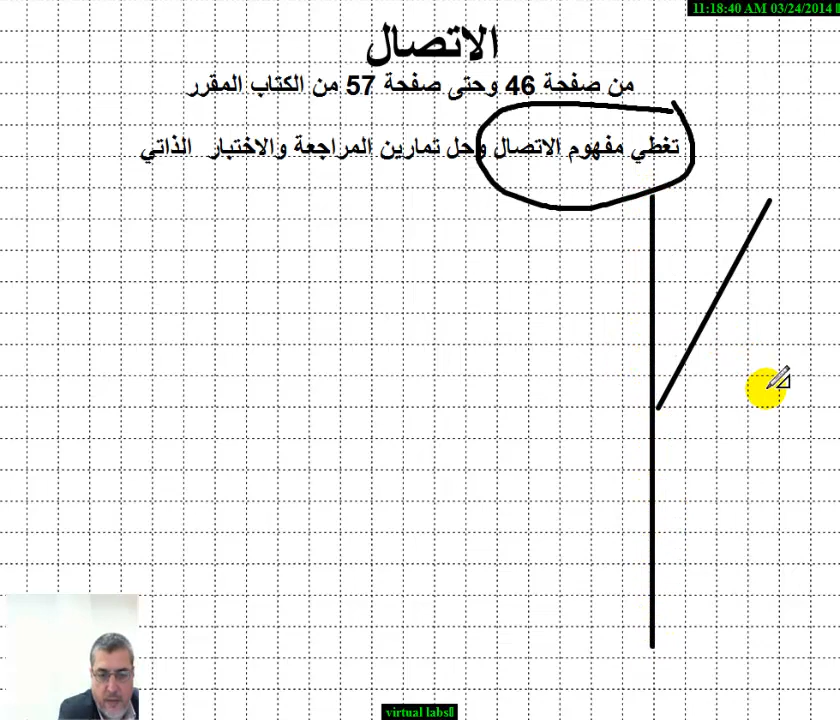 11:18:40 AM 03/24/2014
الاتصال
من صفحة 46 وحتى صفحة 57 من الكتاب المقرر
تغطي مفهوم الاتصال وحل تمارين المراجعة والاختبار الذاتي
virtual labs